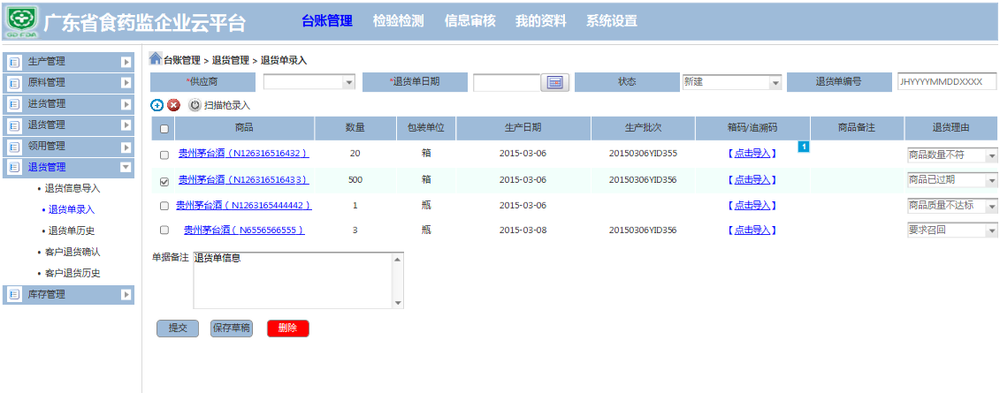 广东省食药监企业云平台
台账管理 检验检测 信息审核 我的资料 系统设置
GDFDA
生产管理
原料管理
进货管理
退货管理
领用管理
退货管理
• 退货信息导入
• 退货单录入
• 退货单历史
• 客户退货确认
• 客户退货历史
库存管理
台账管理 > 退货管理 > 退货单录入
*供应商 *退货单日期 状态 新建 退货单编号 JHYYYYMMDDXXXX
扫描枪录入
商品 数量 包装单位 生产日期 生产批次 箱码/追溯码 商品备注 退货理由
贵州茅台酒（N126316516432） 20 箱 2015-03-06 20150306YJD355 【点击导入】 1 商品数量不符
贵州茅台酒（N126316516433） 500 箱 2015-03-06 20150306YJD356 【点击导入】 商品已过期
贵州茅台酒（N1263165444442） 1 瓶 2015-03-06 【点击导入】 商品质量不达标
贵州茅台酒（N6556566555） 3 瓶 2015-03-08 20150306YJD356 【点击导入】 要求召回
单据备注 退货单信息
提交 保存草稿 删除